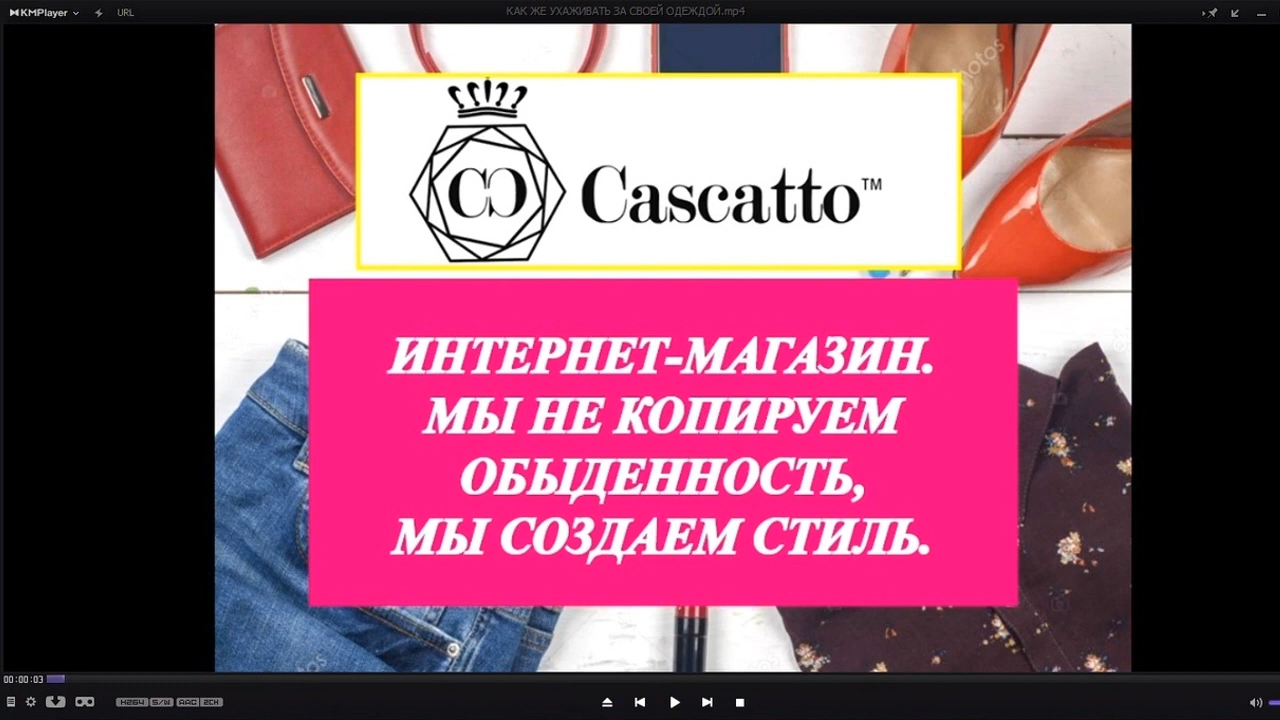 KMPlayer
URL
КАК ЖЕ УХАЖИВАТЬ ЗА СВОЕЙ ОДЕЖДОЙ.mp4
CC
Cascatto™
ИНТЕРНЕТ-МАГАЗИН.
МЫ НЕ КОПИРУЕМ
ОБЫДЕННОСТЬ,
МЫ СОЗДАЕМ СТИЛЬ.
00:00:03
H264 S/W AAC 2CH